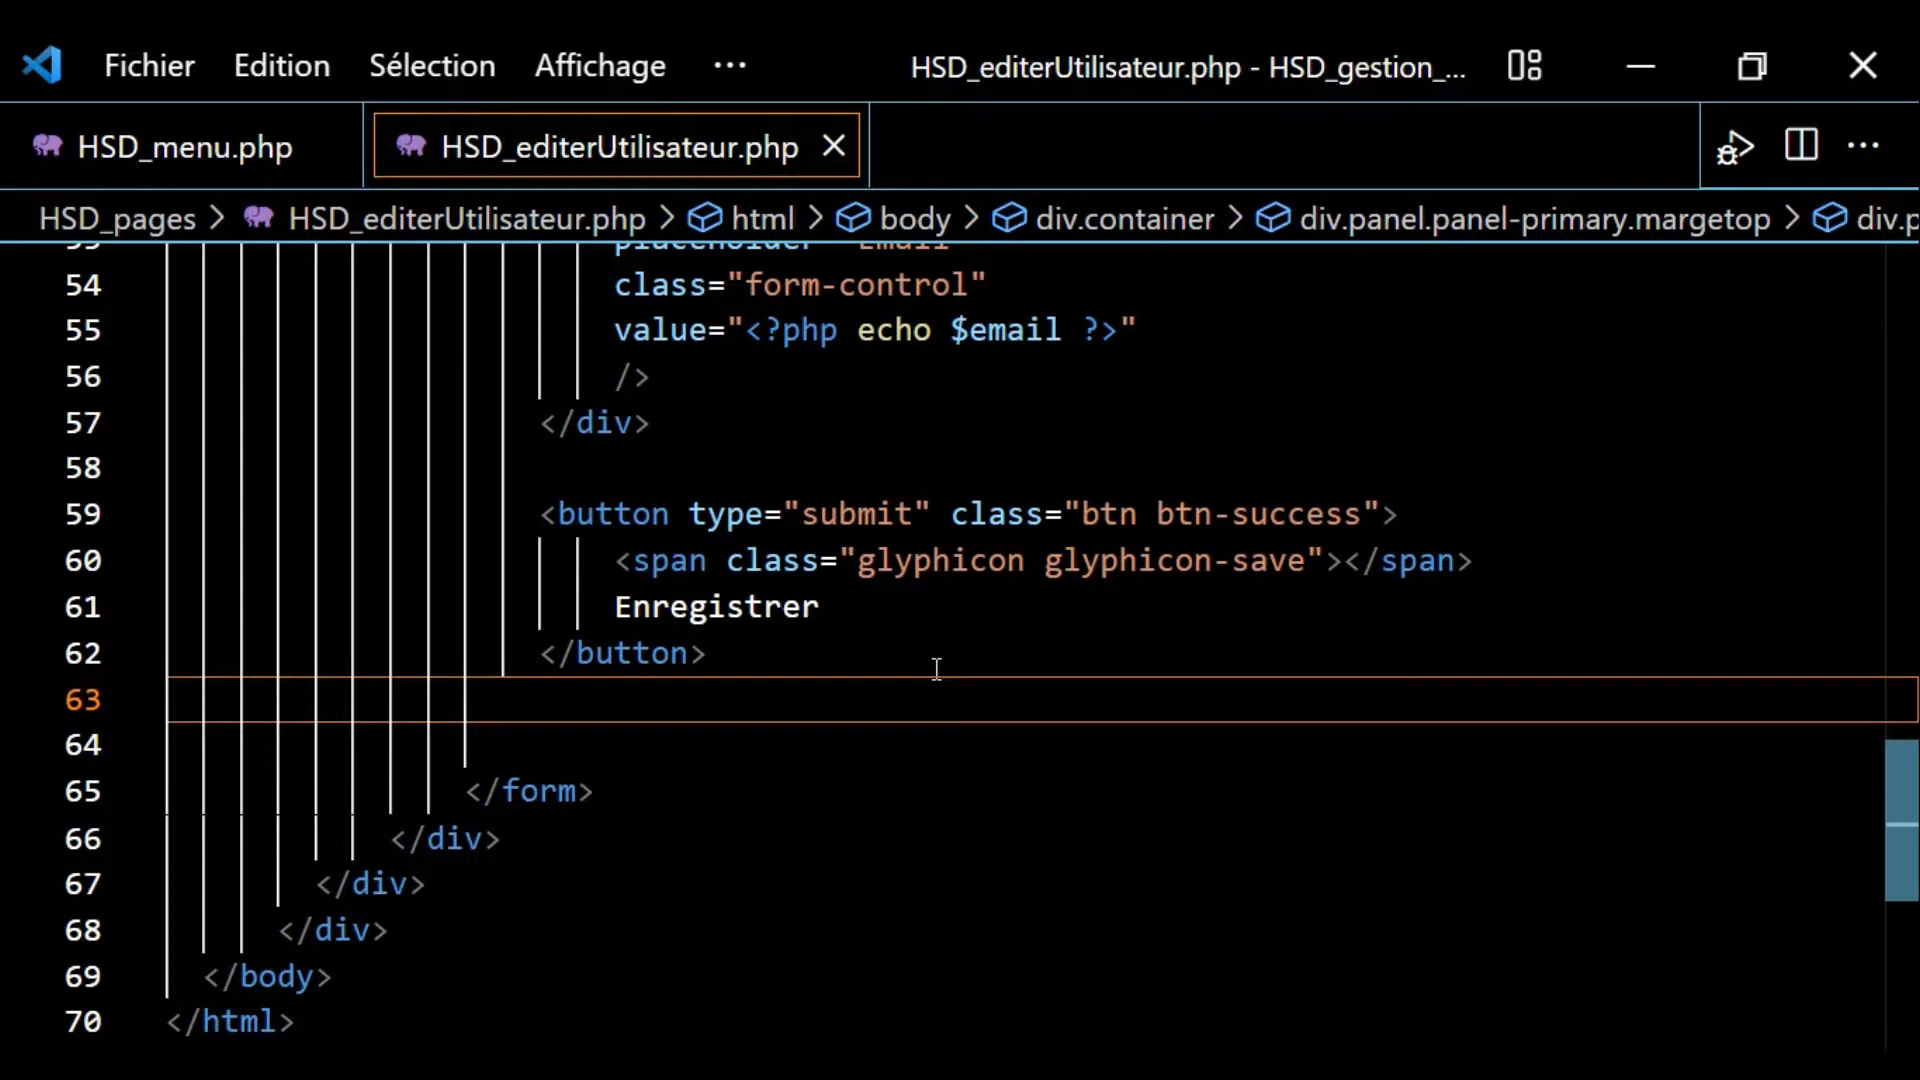 Fichier Edition Sélection Affichage ··· HSD_editerUtilisateur.php - HSD_gestion_...
HSD_menu.php HSD_editerUtilisateur.php
HSD_pages > HSD_editerUtilisateur.php > html > body > div.container > div.panel.panel-primary.margetop > div.p
54 class="form-control"
55 value="<?php echo $email ?>"
56 />
57 </div>
58
59 <button type="submit" class="btn btn-success">
60 <span class="glyphicon glyphicon-save"></span>
61 Enregistrer
62 </button>
63
64
65 </form>
66 </div>
67 </div>
68 </div>
69 </body>
70 </html>